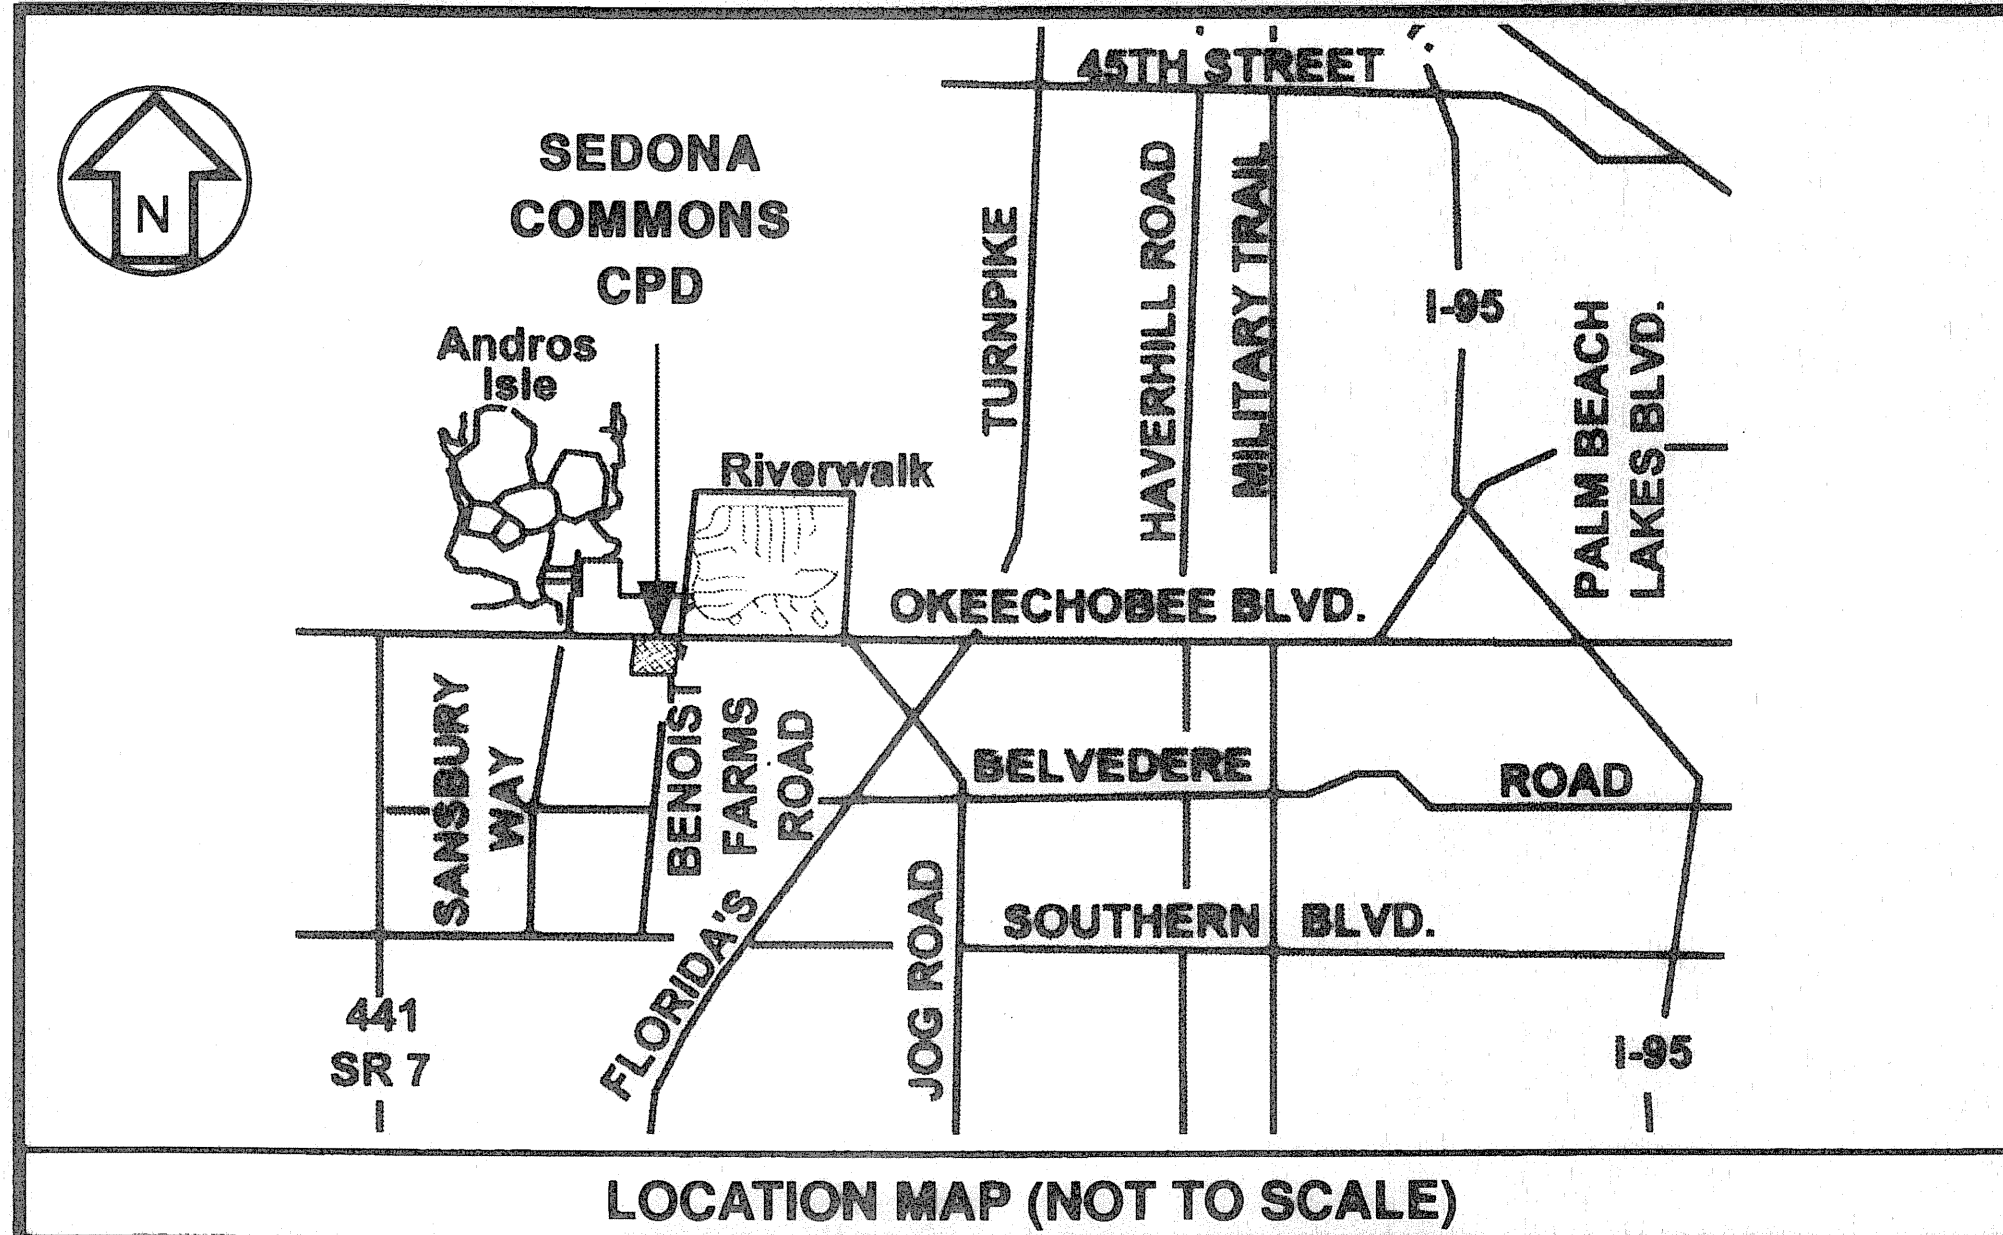 45TH STREET
N
SEDONA
COMMONS
CPD
Andros
Isle
Riverwalk
TURNPIKE
HAVERHILL ROAD
MILITARY TRAIL
I-95
PALM BEACH
LAKES BLVD.
OKEECHOBEE BLVD.
SANSBURY
WAY
BENOIST
FARMS
ROAD
BELVEDERE ROAD
FLORIDA'S
JOG ROAD
SOUTHERN BLVD.
441
SR 7
I-95
LOCATION MAP (NOT TO SCALE)